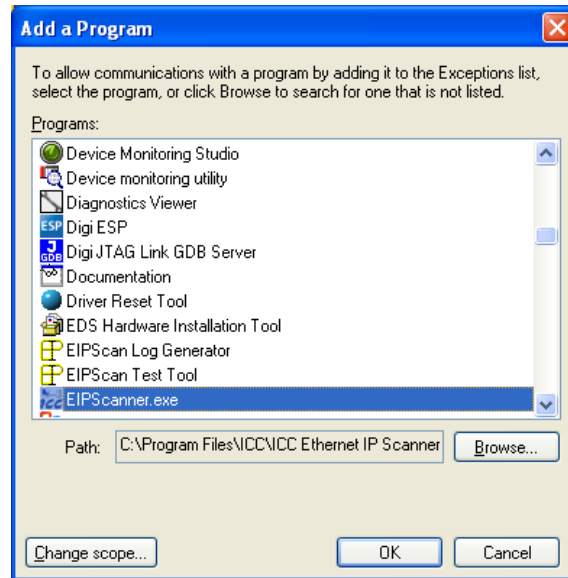 Add a Program
To allow communications with a program by adding it to the Exceptions list,
select the program, or click Browse to search for one that is not listed.
Programs:
Device Monitoring Studio
Device monitoring utility
Diagnostics Viewer
ESP Digi ESP
J GDB Digi JTAG Link GDB Server
Documentation
Driver Reset Tool
EDS Hardware Installation Tool
EIPScan Log Generator
EIPScan Test Tool
icc EIPScanner.exe
Path: C:\Program Files\ICC\ICC Ethernet IP Scanner Browse...
Change scope... OK Cancel